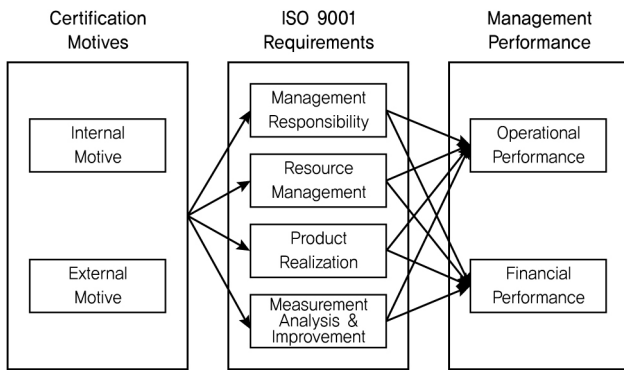 Certification
Motives
ISO 9001
Requirements
Management
Performance
Internal
Motive
External
Motive
Management
Responsibility
Resource
Management
Product
Realization
Measurement
Analysis &
Improvement
Operational
Performance
Financial
Performance